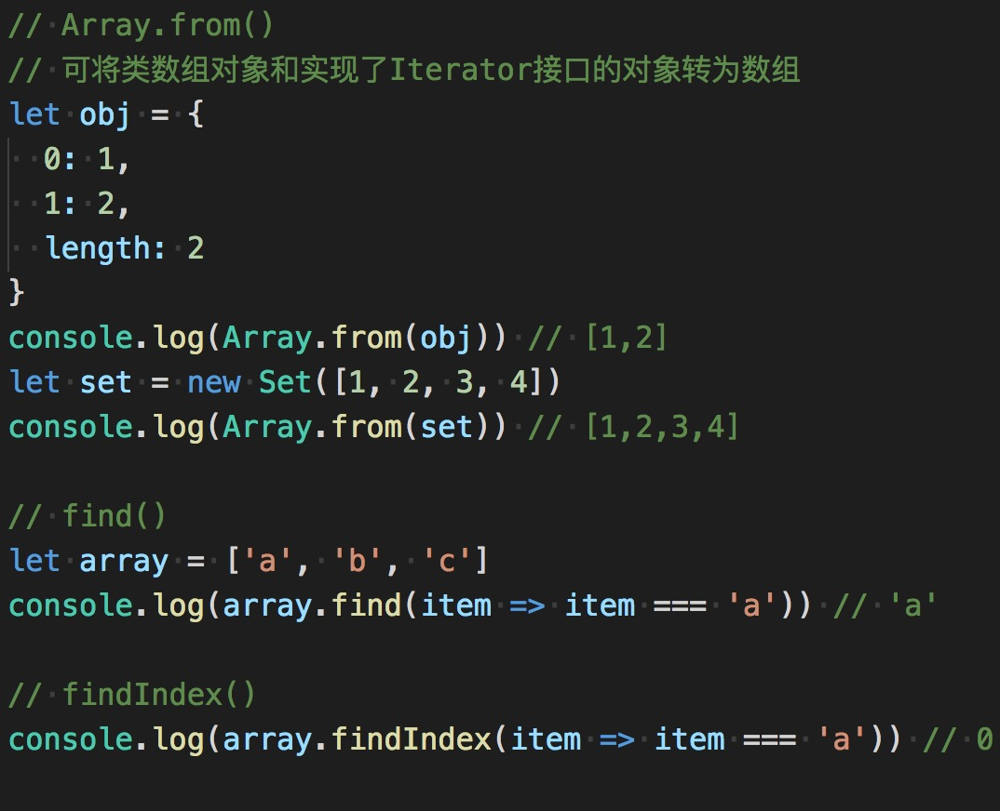 // Array.from()
// 可将类数组对象和实现了Iterator接口的对象转为数组
let obj = {
  0: 1,
  1: 2,
  length: 2
}
console.log(Array.from(obj)) // [1,2]
let set = new Set([1, 2, 3, 4])
console.log(Array.from(set)) // [1,2,3,4]

// find()
let array = ['a', 'b', 'c']
console.log(array.find(item => item === 'a')) // 'a'

// findIndex()
console.log(array.findIndex(item => item === 'a')) // 0